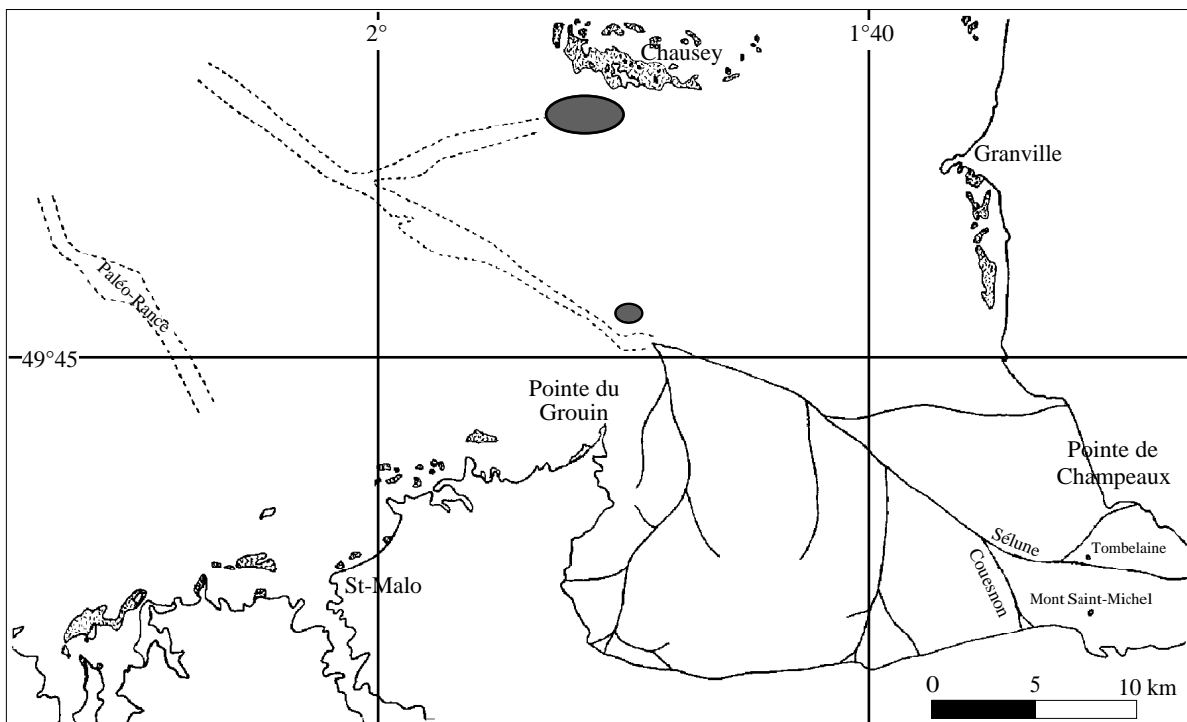 2°
1°40
Chausey
Granville
Paléo-Rance
49°45
Pointe du
Grouin
Pointe de
Champeaux
Sélune
Tombelaine
Couesnon
St-Malo
Mont Saint-Michel
0 5 10 km